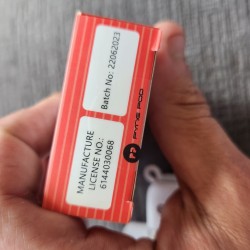 Batch No: 22062023
MANUFACTURE
LICENSE NO.:
6144030068